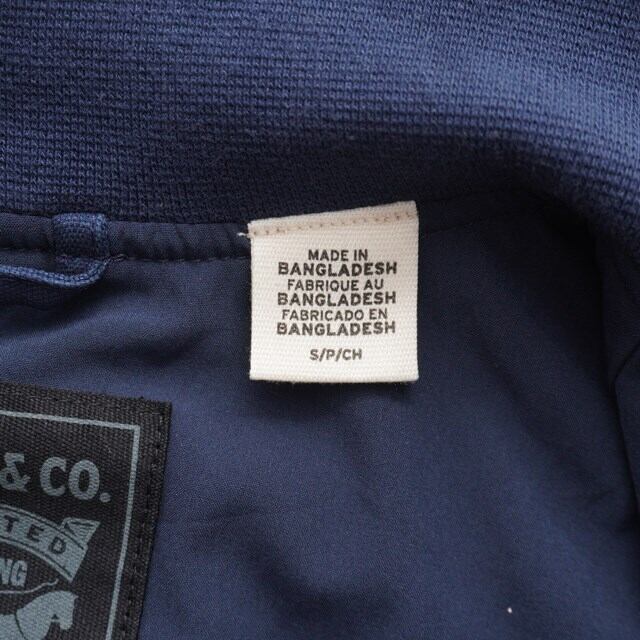 MADE IN
BANGLADESH
FABRIQUE AU
BANGLADESH
FABRICADO EN
BANGLADESH
S/P/CH
& CO.